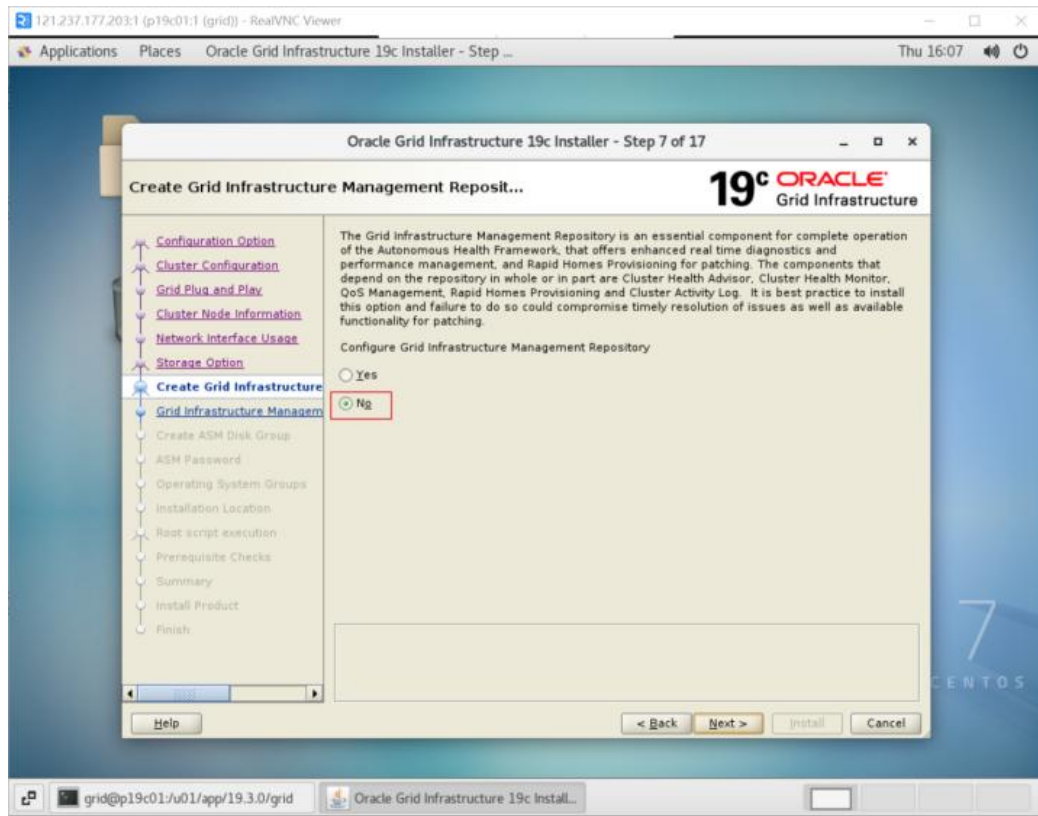 121.237.177.203:1 (p19c01:1 (grid)) - RealVNC Viewer
Applications Places Oracle Grid Infrastructure 19c Installer - Step ... Thu 16:07
Oracle Grid Infrastructure 19c Installer - Step 7 of 17
Create Grid Infrastructure Management Reposit...
19c ORACLE
Grid Infrastructure
Configuration Option
Cluster Configuration
Grid Plug and Play
Cluster Node Information
Network Interface Usage
Storage Option
Create Grid Infrastructure
Grid Infrastructure Managem
Create ASM Disk Group
ASM Password
Operating System Groups
Installation Location
Root script execution
Prerequisite Checks
Summary
Install Product
Finish
The Grid Infrastructure Management Repository is an essential component for complete operation
of the Autonomous Health Framework, that offers enhanced real time diagnostics and
performance management, and Rapid Homes Provisioning for patching. The components that
depend on the repository in whole or in part are Cluster Health Advisor, Cluster Health Monitor,
QoS Management, Rapid Homes Provisioning and Cluster Activity Log. It is best practice to install
this option and failure to do so could compromise timely resolution of issues as well as available
functionality for patching.
Configure Grid Infrastructure Management Repository
Yes
No
Help
< Back Next > Install Cancel
7
CENTOS
grid@p19c01:/u01/app/19.3.0/grid
Oracle Grid Infrastructure 19c Install...